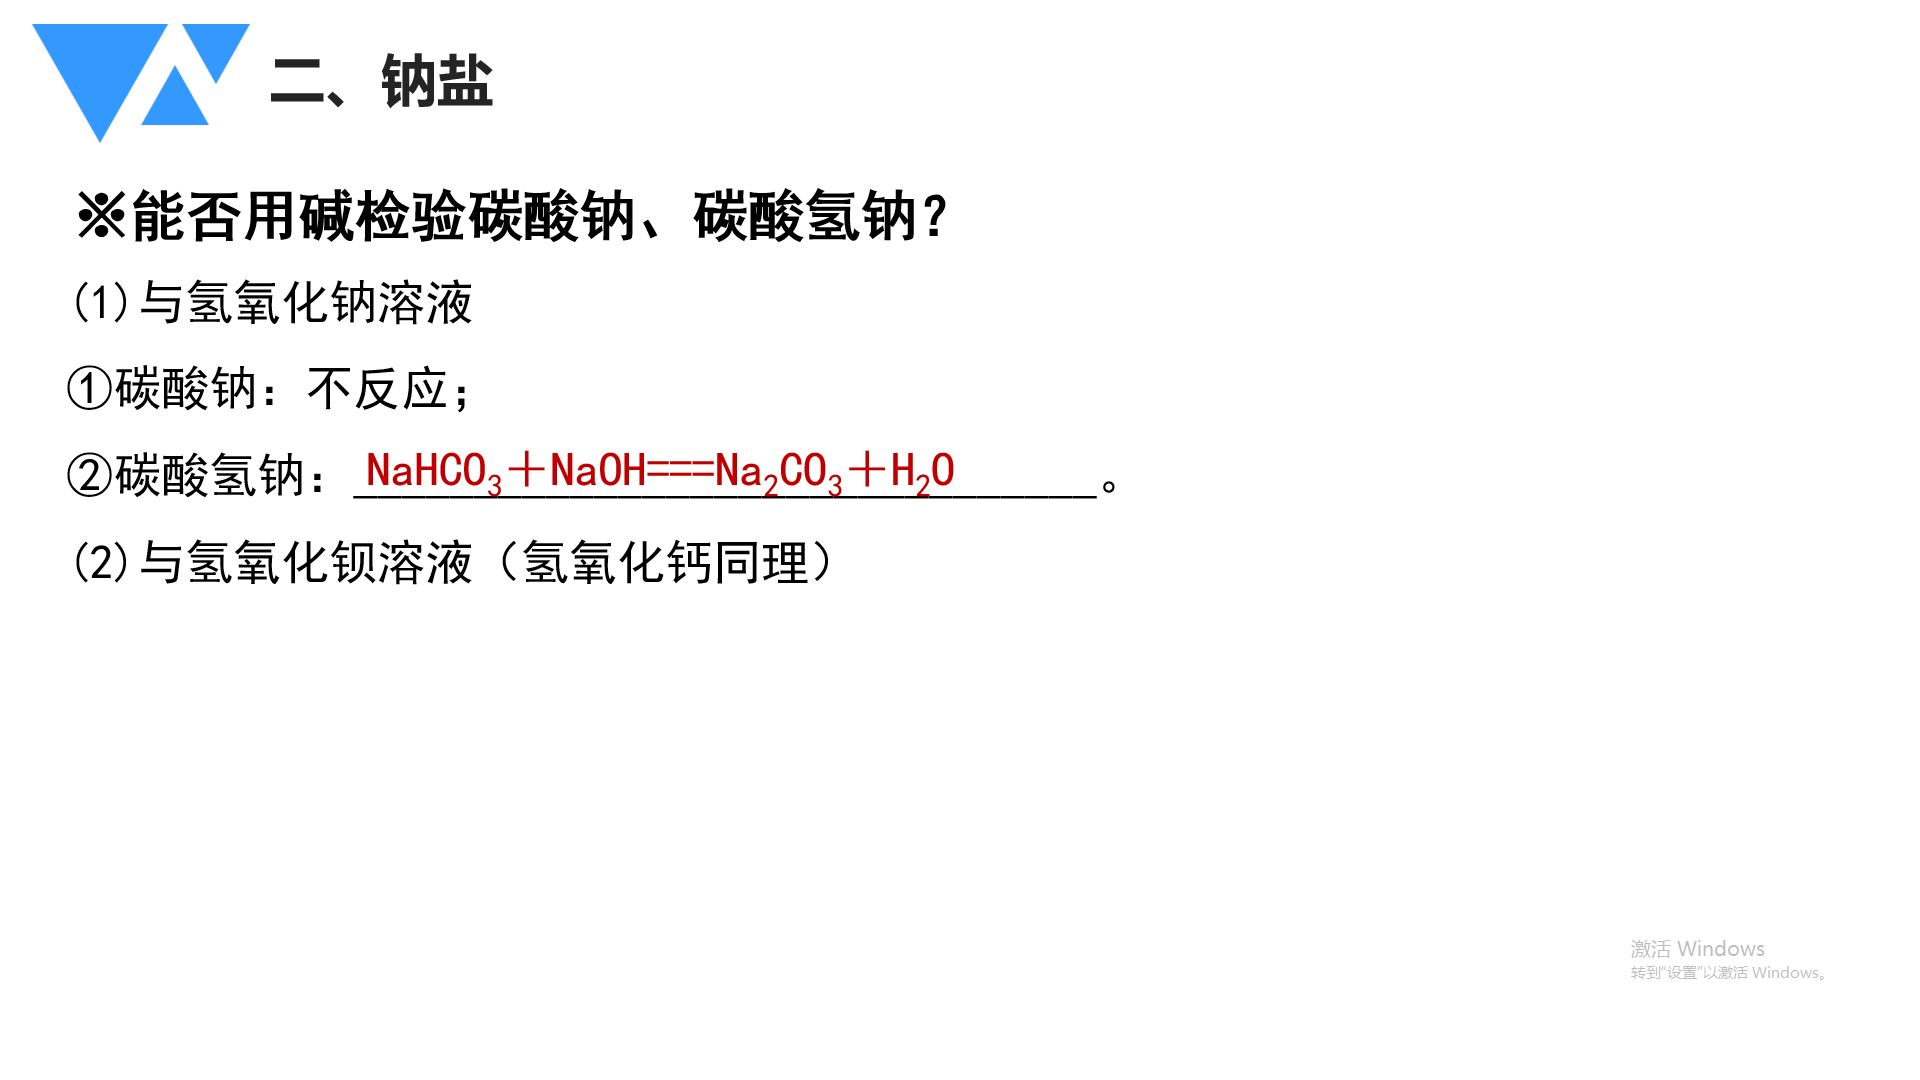 二、钠盐
※能否用碱检验碳酸钠、碳酸氢钠?
(1)与氢氧化钠溶液
①碳酸钠：不反应；
②碳酸氢钠：NaHCO₃＋NaOH===Na₂CO₃＋H₂O。
(2)与氢氧化钡溶液（氢氧化钙同理）
激活 Windows
转到“设置”以激活 Windows。